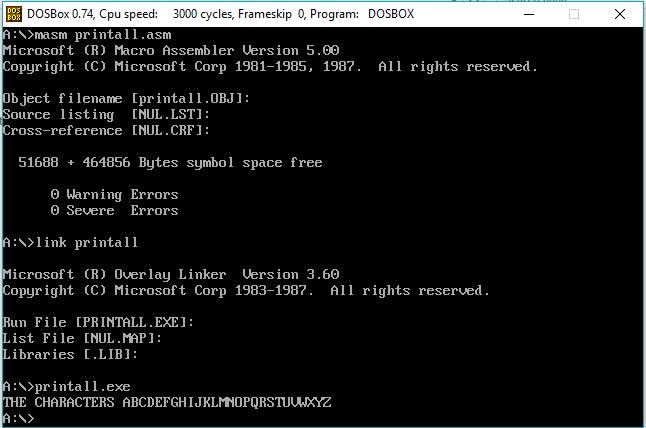 DOS
BOX
DOSBox 0.74, Cpu speed: 3000 cycles, Frameskip 0, Program: DOSBOX
A:\>masm printall.asm
Microsoft (R) Macro Assembler Version 5.00
Copyright (C) Microsoft Corp 1981-1985, 1987.  All rights reserved.
Object filename [printall.OBJ]:
Source listing  [NUL.LST]:
Cross-reference [NUL.CRF]:
51688 + 464856 Bytes symbol space free
0 Warning Errors
0 Severe  Errors
A:\>link printall
Microsoft (R) Overlay Linker  Version 3.60
Copyright (C) Microsoft Corp 1983-1987.  All rights reserved.
Run File [PRINTALL.EXE]:
List File [NUL.MAP]:
Libraries [.LIB]:
A:\>printall.exe
THE CHARACTERS ABCDEFGHIJKLMNOPQRSTUVWXYZ
A:\>